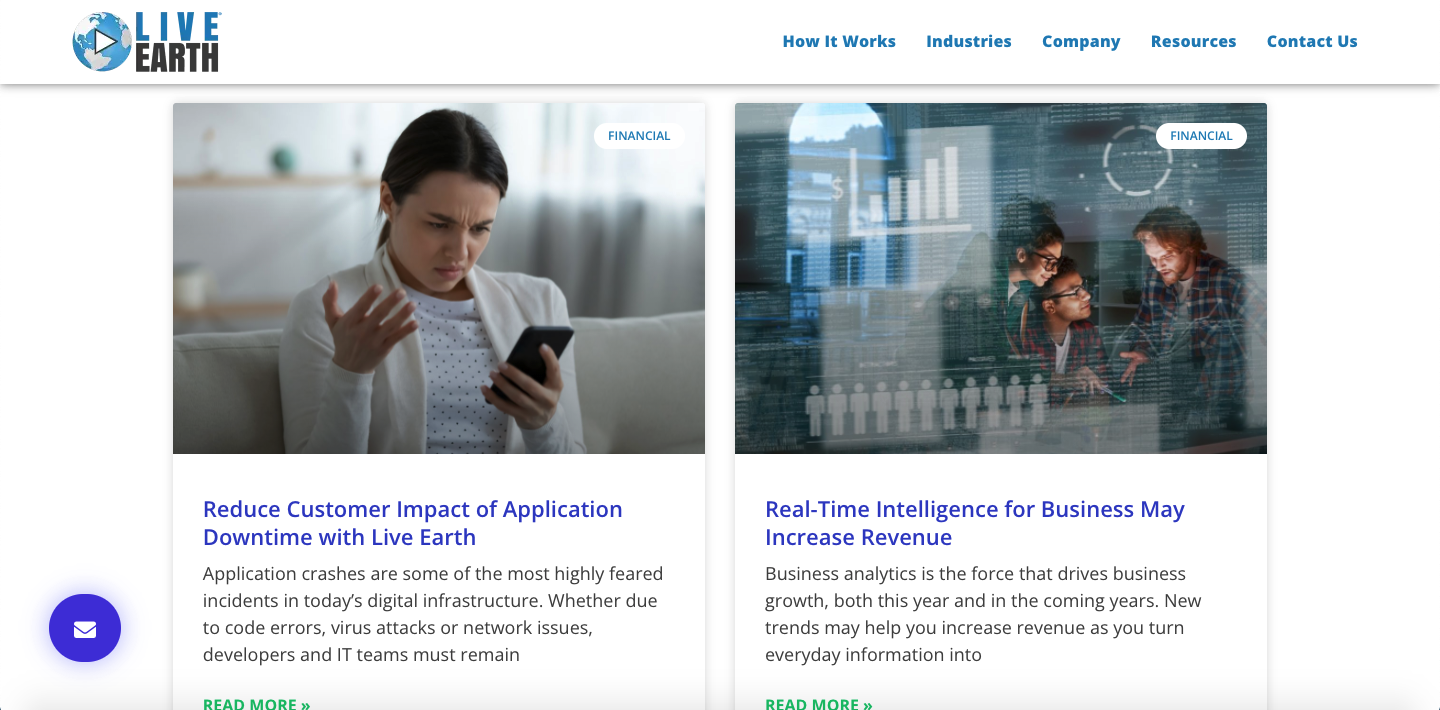 LIVE
EARTH
How It Works
Industries
Company
Resources
Contact Us
FINANCIAL
Reduce Customer Impact of Application
Downtime with Live Earth
Application crashes are some of the most highly feared
incidents in today’s digital infrastructure. Whether due
to code errors, virus attacks or network issues,
developers and IT teams must remain
READ MORE »
FINANCIAL
$
Real-Time Intelligence for Business May
Increase Revenue
Business analytics is the force that drives business
growth, both this year and in the coming years. New
trends may help you increase revenue as you turn
everyday information into
READ MORE »